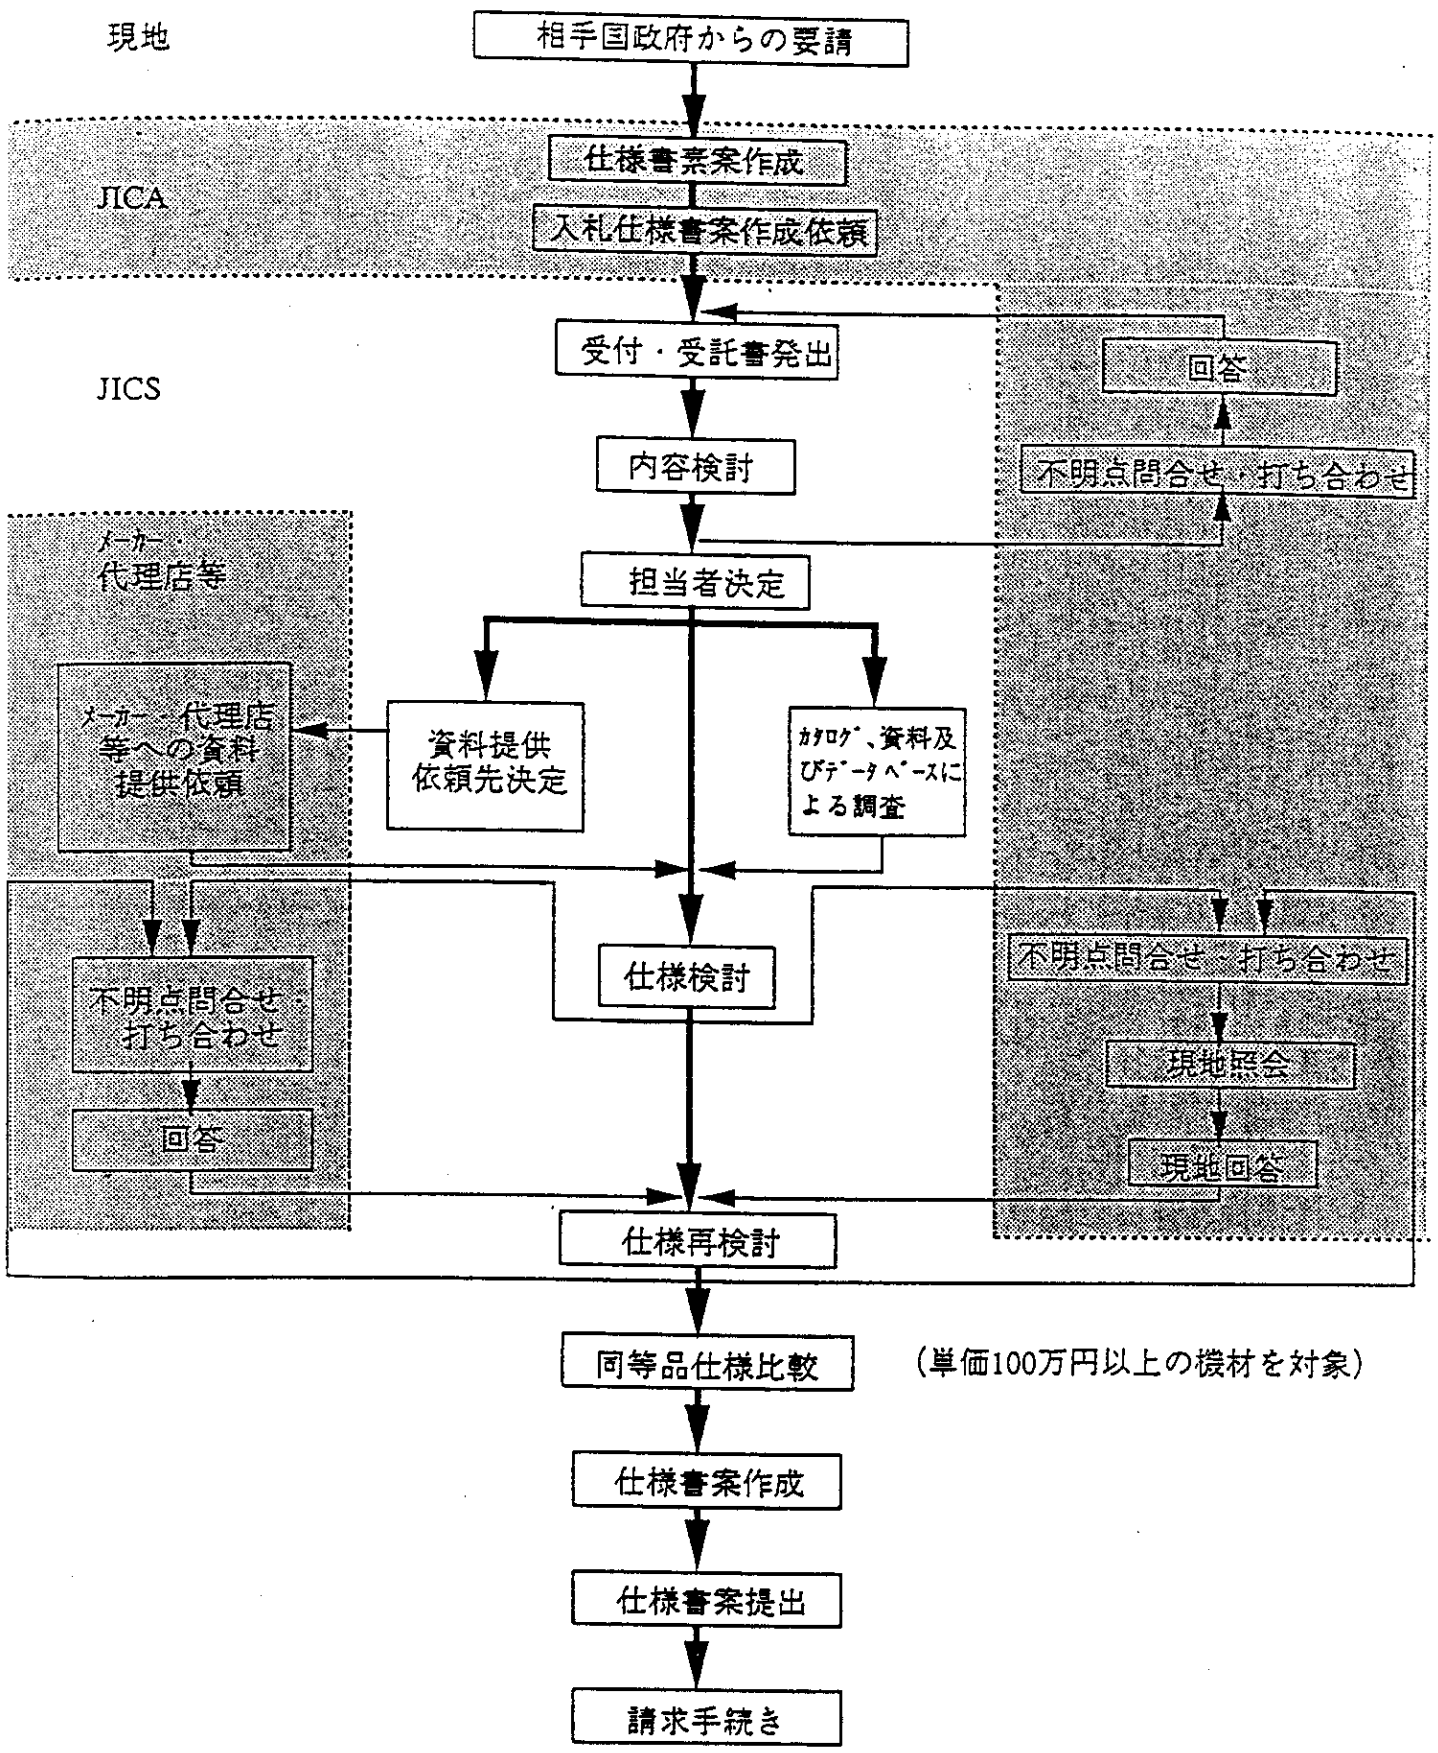 現地
相手国政府からの要請
仕様書素案作成
JICA
入札仕様書案作成依頼
受付・受託書発出
回答
JICS
内容検討
不明点問合せ・打ち合わせ
メーカー・
代理店等
担当者決定
メーカー・代理店
等への資料
提供依頼
資料提供
依頼先決定
カタログ、資料及
びデータベースに
よる調査
不明点問合せ・打ち合わせ
仕様検討
不明点問合せ・
打ち合わせ
現地照会
回答
現地回答
仕様再検討
同等品仕様比較
(単価100万円以上の機材を対象)
仕様書案作成
仕様書案提出
請求手続き